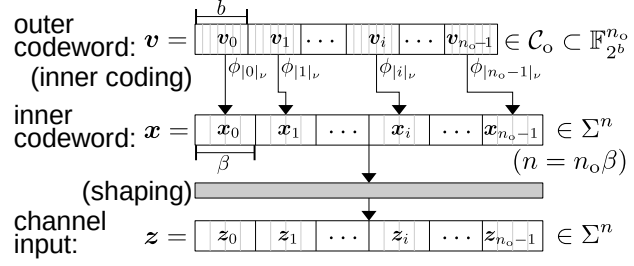 b
outer codeword: v = v_0 v_1 ··· v_i ··· v_{n_o−1} ∈ C_o ⊂ F_{2^b}^{n_o}
(inner coding) ϕ_{|0|_ν} ϕ_{|1|_ν} ϕ_{|i|_ν} ϕ_{|n_o−1|_ν}
inner codeword: x = x_0 x_1 ··· x_i ··· x_{n_o−1} ∈ Σ^n
β (n = n_oβ)
(shaping)
channel input: z = z_0 z_1 ··· z_i ··· z_{n_o−1} ∈ Σ^n